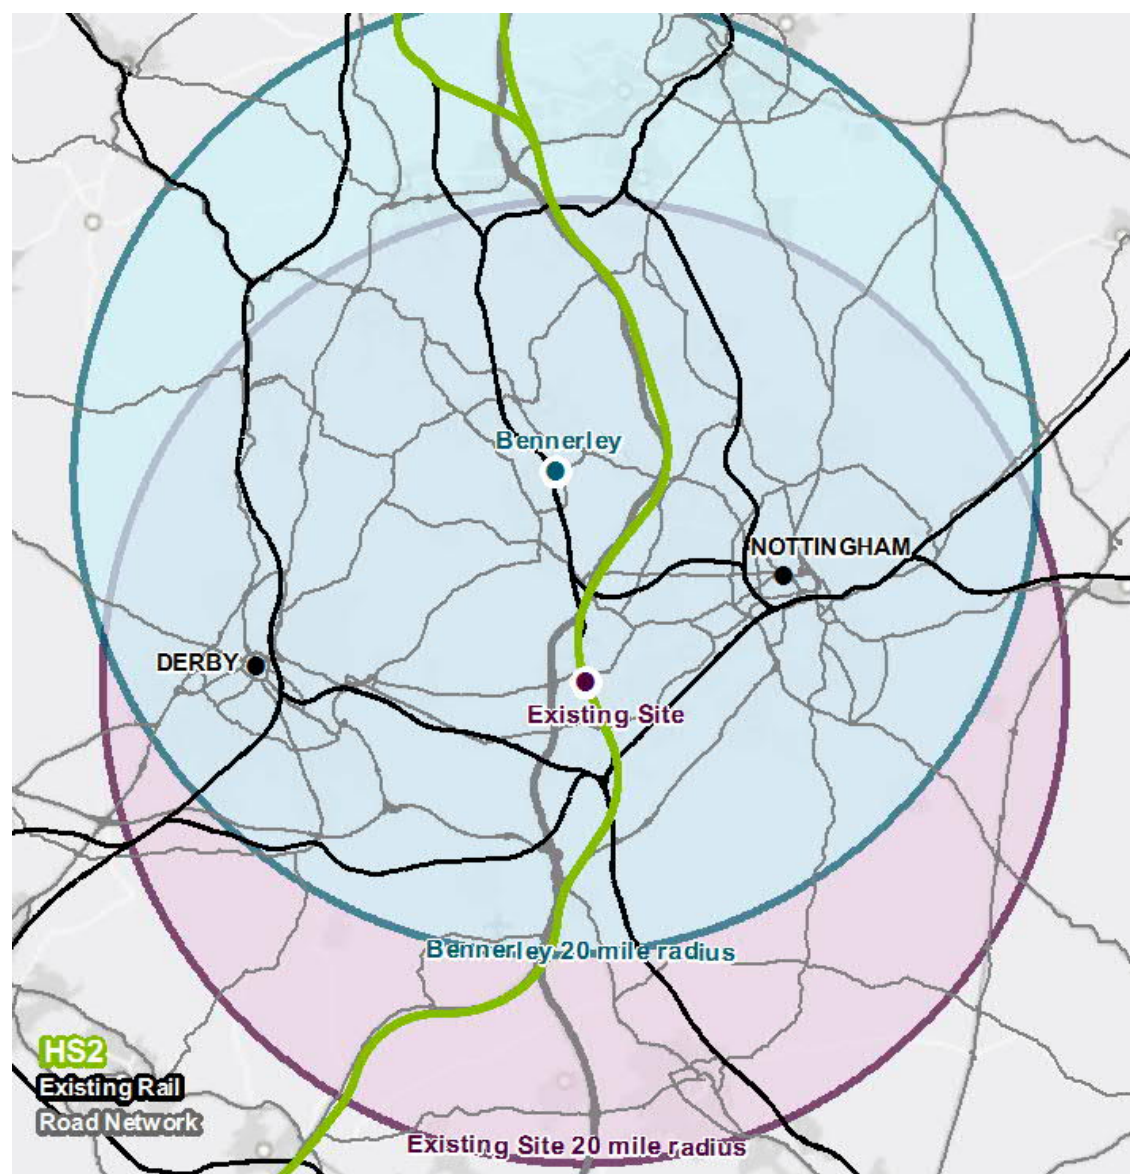 Bennerley
NOTTINGHAM
DERBY
Existing Site
Bennerley 20 mile radius
HS2
Existing Rail
Road Network
Existing Site 20 mile radius